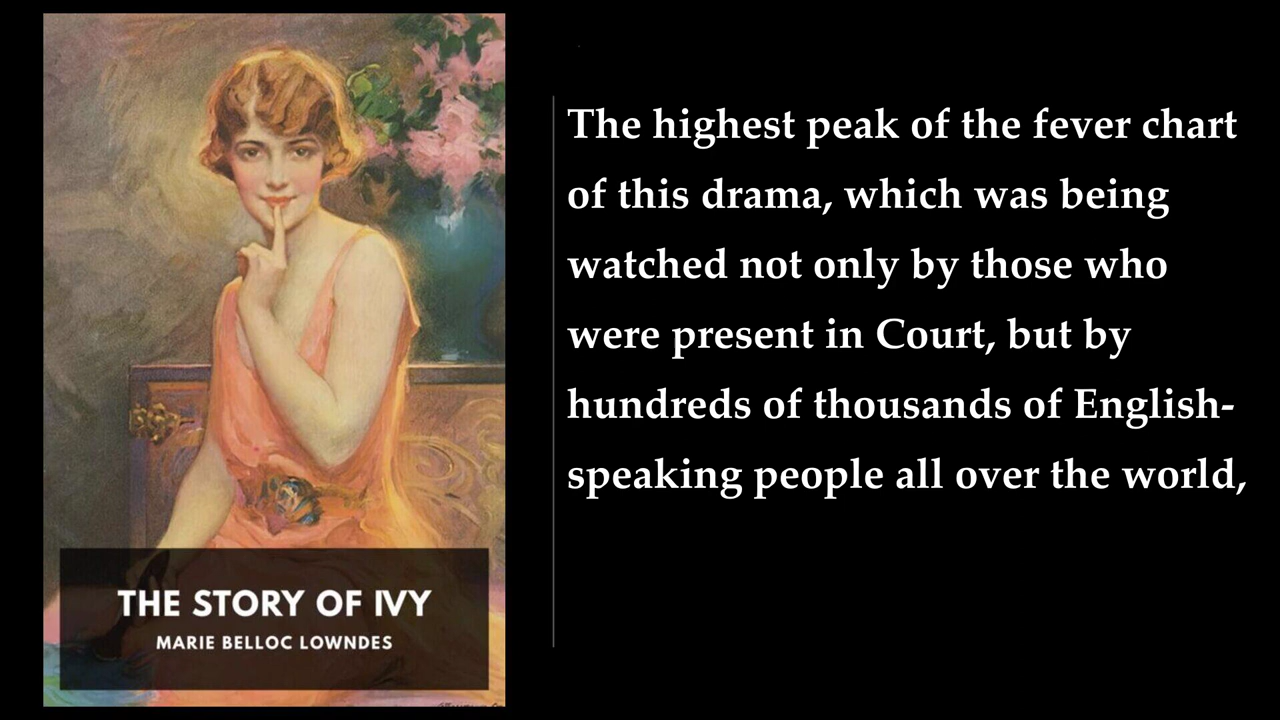 THE STORY OF IVY
MARIE BELLOC LOWNDES
The highest peak of the fever chart
of this drama, which was being
watched not only by those who
were present in Court, but by
hundreds of thousands of English-
speaking people all over the world,